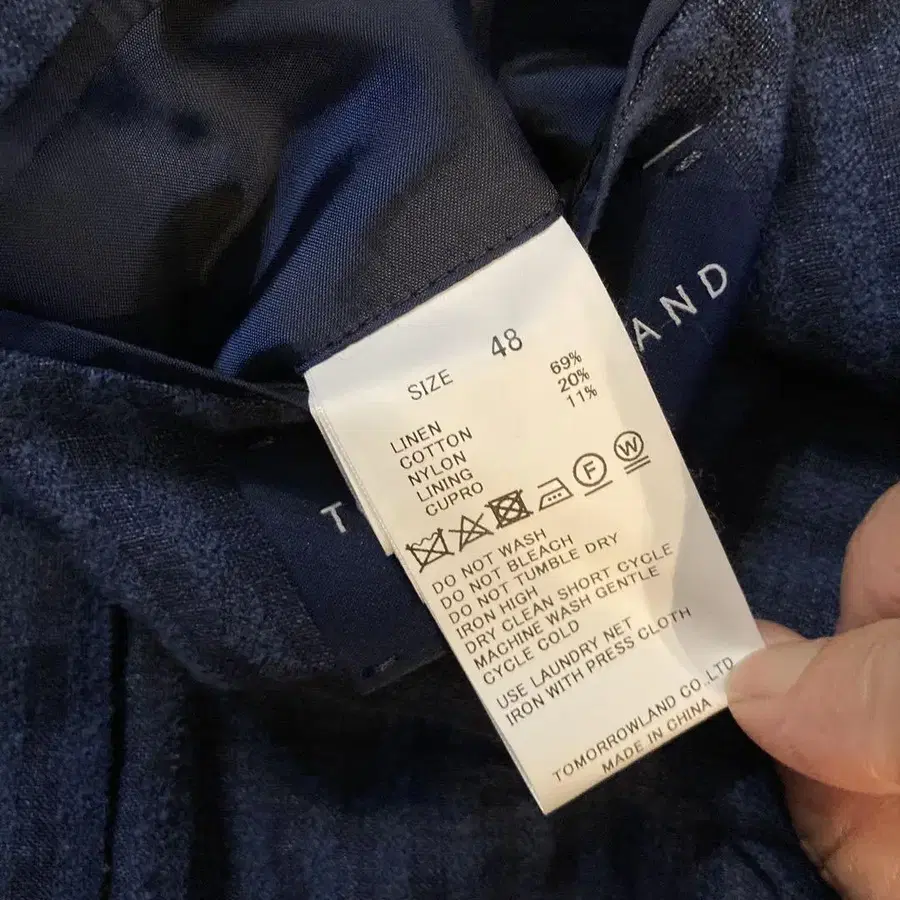 SIZE 48
LINEN 69%
COTTON 20%
NYLON 11%
LINING
CUPRO
F W
DO NOT WASH
DO NOT BLEACH
DO NOT TUMBLE DRY
IRON HIGH
DRY CLEAN SHORT CYCLE
MACHINE WASH GENTLE
CYCLE COLD
USE LAUNDRY NET
IRON WITH PRESS CLOTH
TOMORROWLAND CO.,LTD
MADE IN CHINA
T
AND